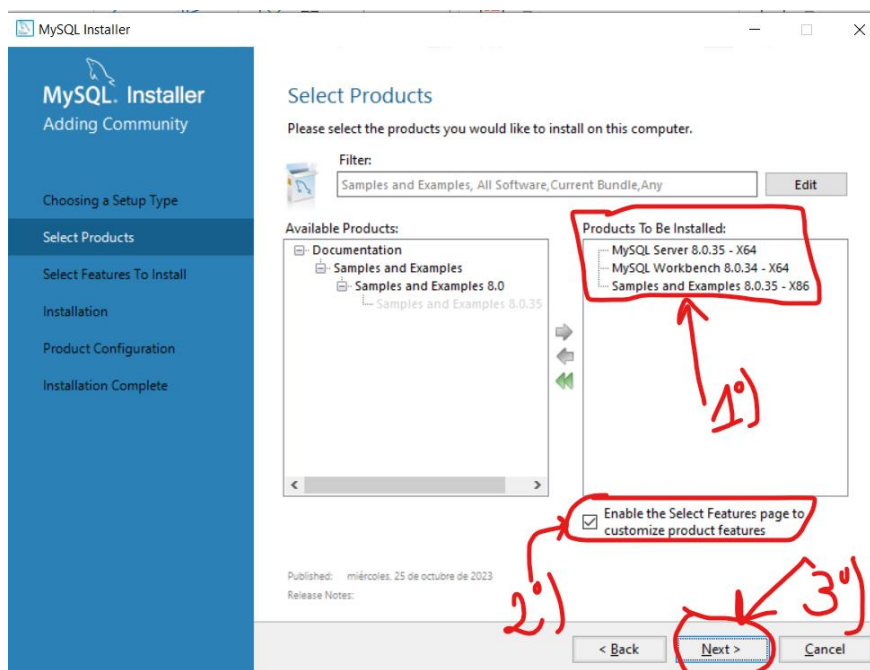 MySQL Installer
MySQL. Installer
Adding Community
Choosing a Setup Type
Select Products
Select Features To Install
Installation
Product Configuration
Installation Complete
Select Products
Please select the products you would like to install on this computer.
Filter:
Samples and Examples, All Software,Current Bundle,Any
Edit
Available Products:
Documentation
Samples and Examples
Samples and Examples 8.0
Samples and Examples 8.0.35
Products To Be Installed:
MySQL Server 8.0.35 - X64
MySQL Workbench 8.0.34 - X64
Samples and Examples 8.0.35 - X86
1º)
Enable the Select Features page to
customize product features
2º)
3º)
Published: miércoles, 25 de octubre de 2023
Release Notes:
< Back
Next >
Cancel